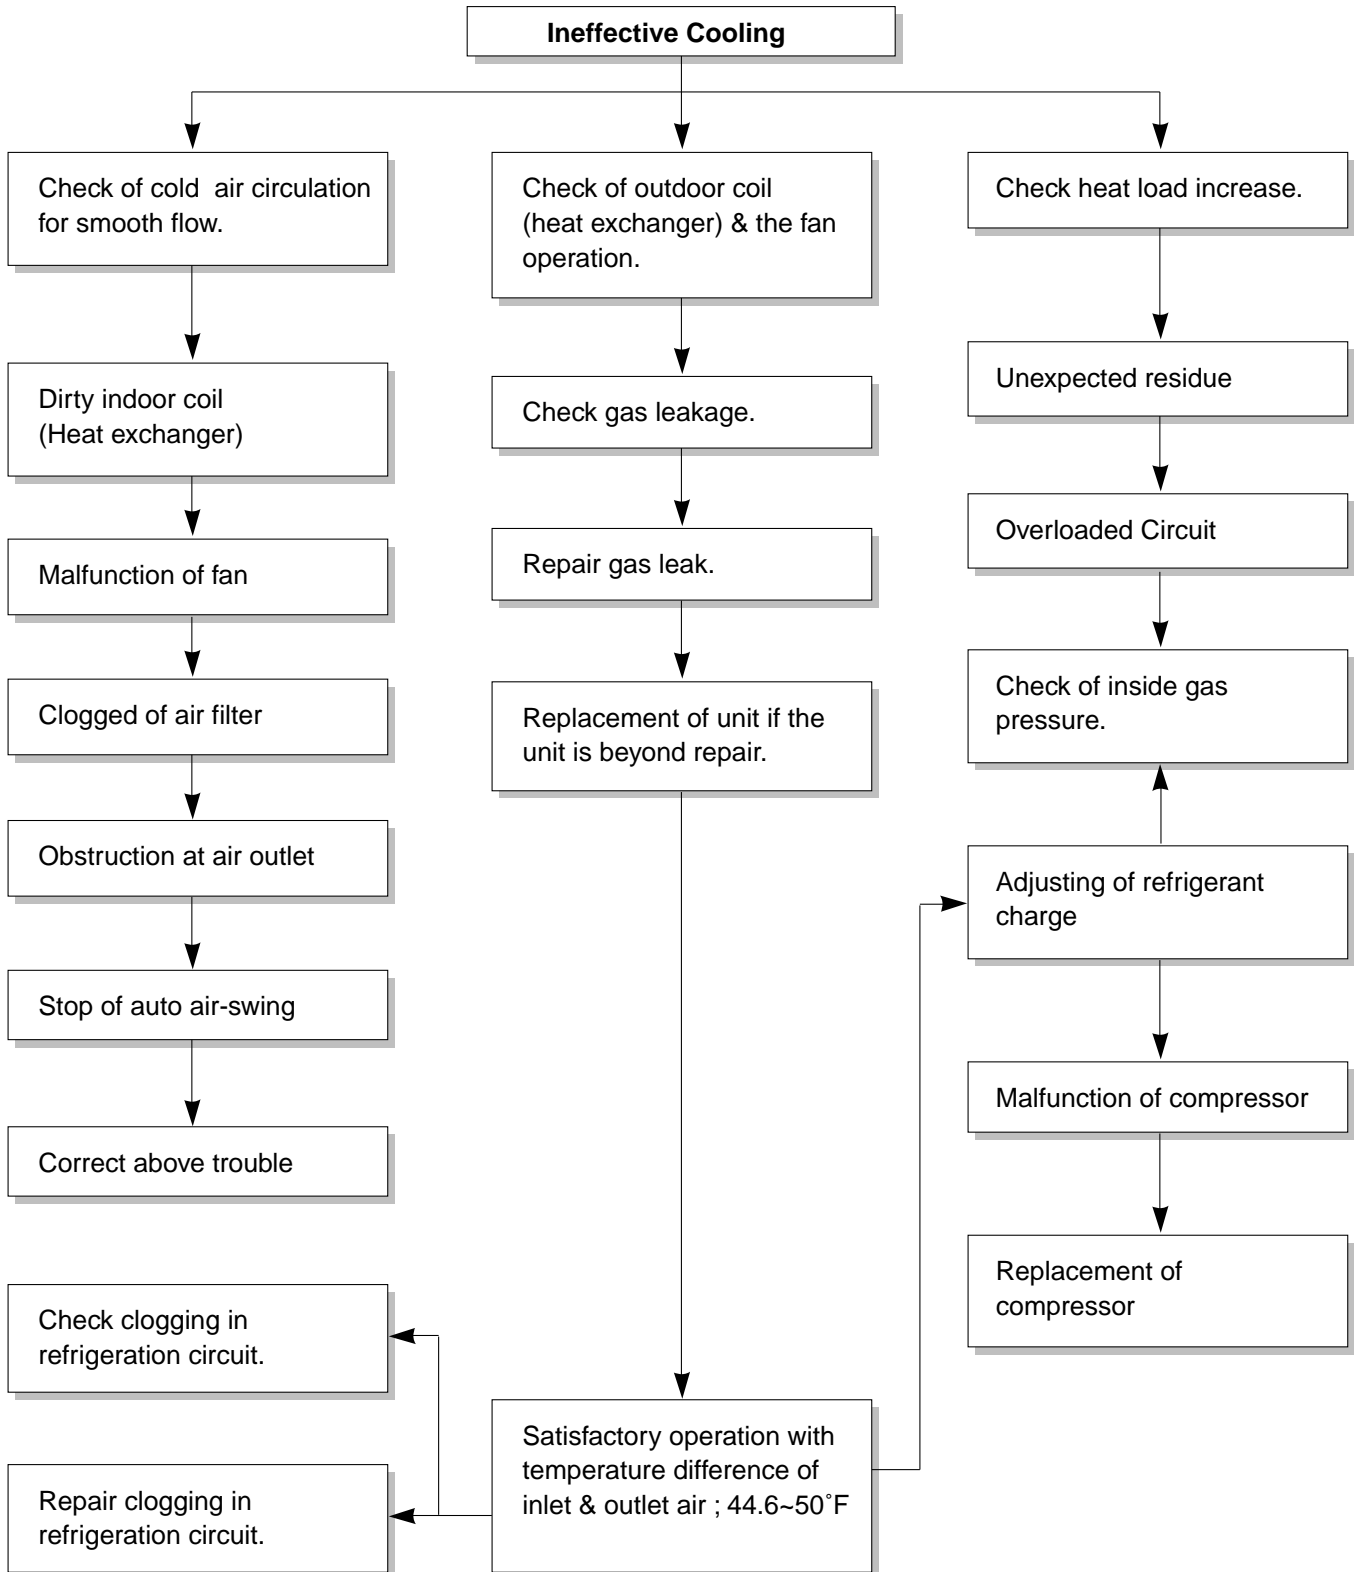 Ineffective Cooling
Check of cold air circulation
for smooth flow.
Dirty indoor coil
(Heat exchanger)
Malfunction of fan
Clogged of air filter
Obstruction at air outlet
Stop of auto air-swing
Correct above trouble
Check clogging in
refrigeration circuit.
Repair clogging in
refrigeration circuit.
Check of outdoor coil
(heat exchanger) & the fan
operation.
Check gas leakage.
Repair gas leak.
Replacement of unit if the
unit is beyond repair.
Satisfactory operation with
temperature difference of
inlet & outlet air ; 44.6~50˚F
Check heat load increase.
Unexpected residue
Overloaded Circuit
Check of inside gas
pressure.
Adjusting of refrigerant
charge
Malfunction of compressor
Replacement of
compressor